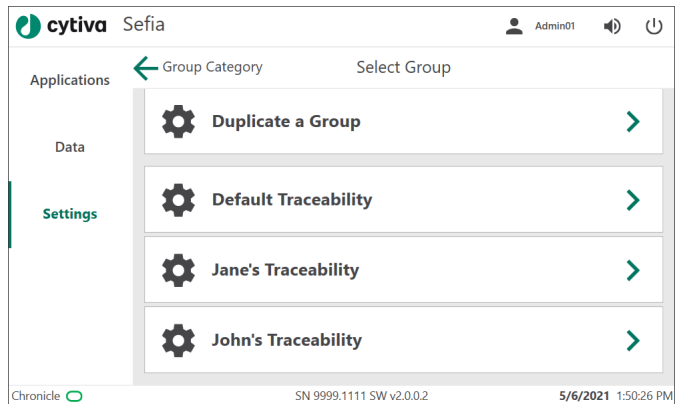 cytiva Sefia Admin01
Applications
Group Category Select Group
Duplicate a Group
Data
Default Traceability
Settings
Jane's Traceability
John's Traceability
Chronicle SN 9999.1111 SW v2.0.0.2 5/6/2021 1:50:26 PM